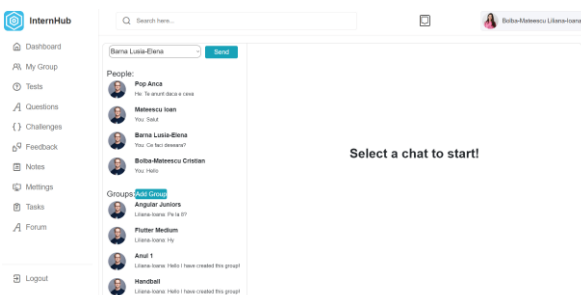 InternHub
Search here...
Bolba-Mateescu Liliana-Ioana
Dashboard
My Group
Tests
Questions
Challenges
Feedback
Notes
Mettings
Tasks
Forum
Logout
Barna Lusia-Elena
Send
People:
Pop Anca
He: Te anunt daca e ceva
Mateescu Ioan
You: Salut
Barna Lusia-Elena
You: Ce faci deseara?
Bolba-Mateescu Cristian
You: Hello
Groups:
Add Group
Angular Juniors
Liliana-Ioana: Pa la 8?
Flutter Medium
Liliana-Ioana: Hy
Anul 1
Liliana-Ioana: Hello I have created this group!
Handball
Liliana-Ioana: Hello I have created this group!
Select a chat to start!